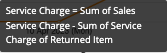 Service Charge = Sum of Sales
Service Charge - Sum of Service
Charge of Returned Item